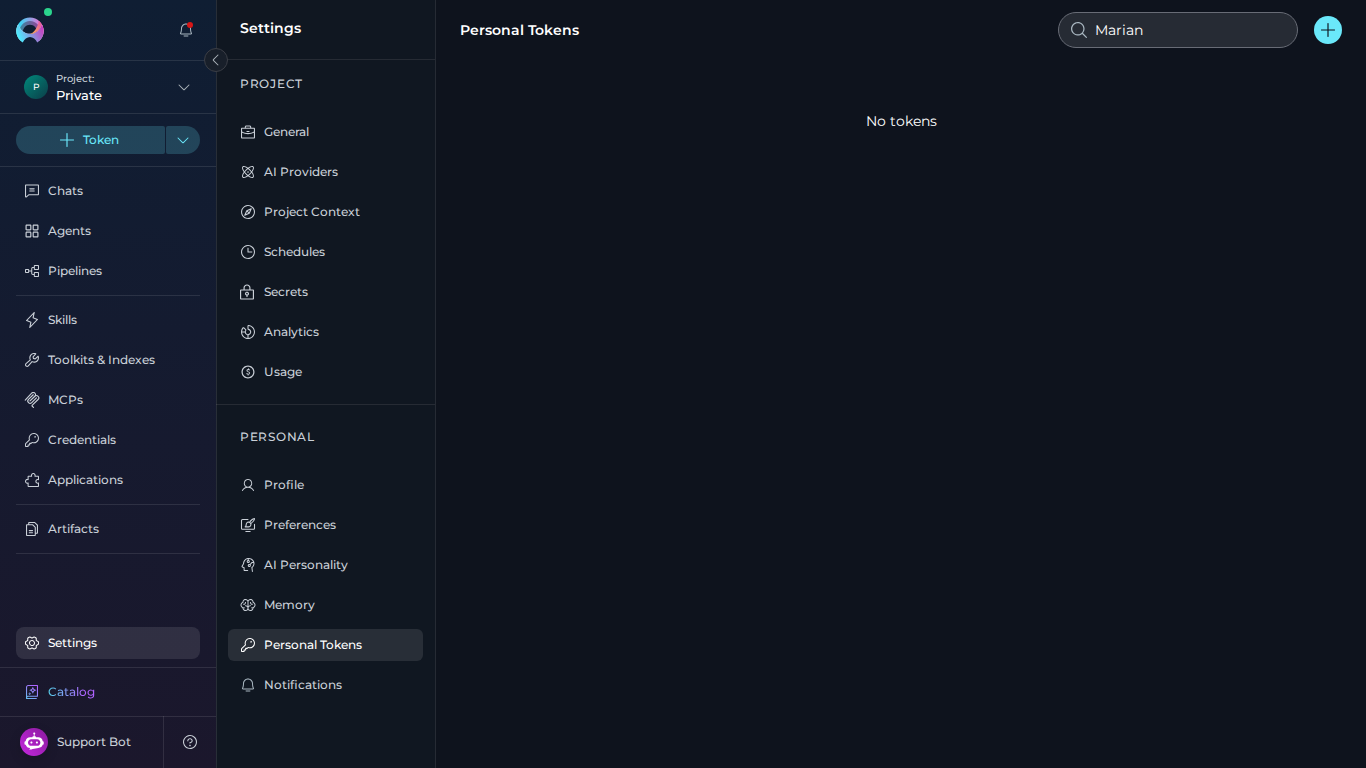 Project:
P
Private
Token
Chats
Agents
Pipelines
Skills
Toolkits & Indexes
MCPs
Credentials
Applications
Artifacts
Settings
Catalog
Support Bot
Settings
PROJECT
General
AI Providers
Project Context
Schedules
Secrets
Analytics
Usage
PERSONAL
Profile
Preferences
AI Personality
Memory
Personal Tokens
Notifications
Personal Tokens
Marian
No tokens